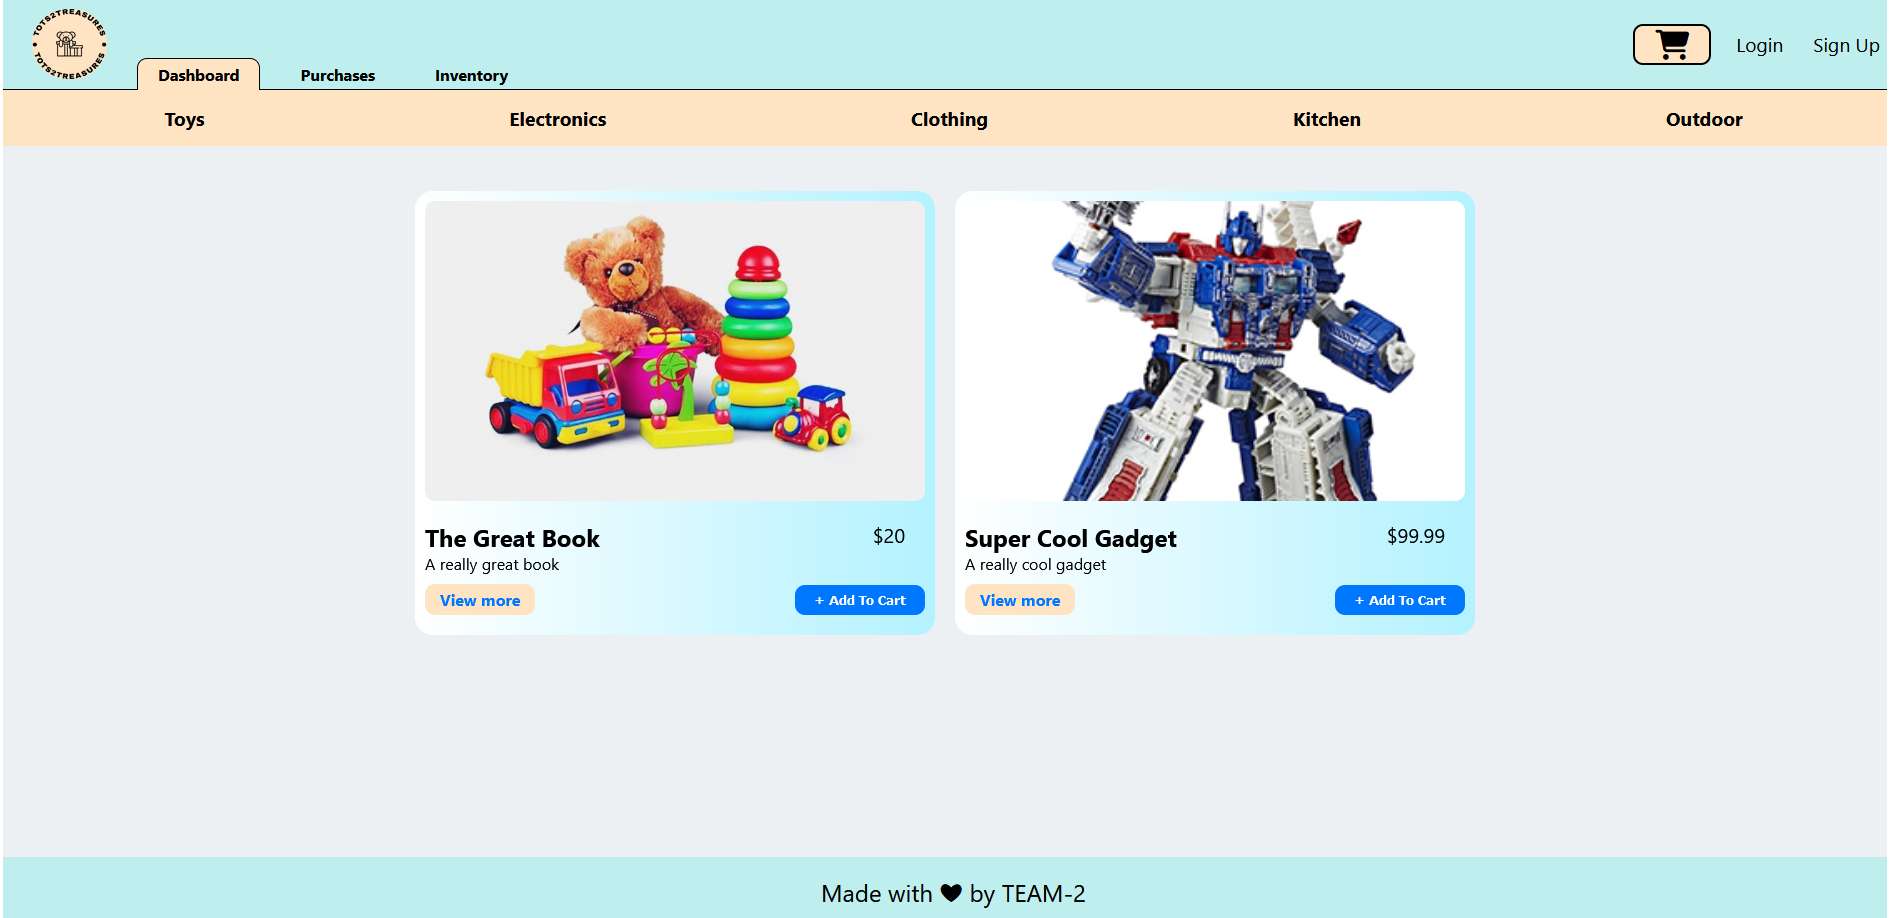 • TOTS2TREASURES •
TOTS2TREASURES
Login
Sign Up
Dashboard
Purchases
Inventory
Toys
Electronics
Clothing
Kitchen
Outdoor
The Great Book
$20
A really great book
View more
+ Add To Cart
Super Cool Gadget
$99.99
A really cool gadget
View more
+ Add To Cart
Made with ♥ by TEAM-2